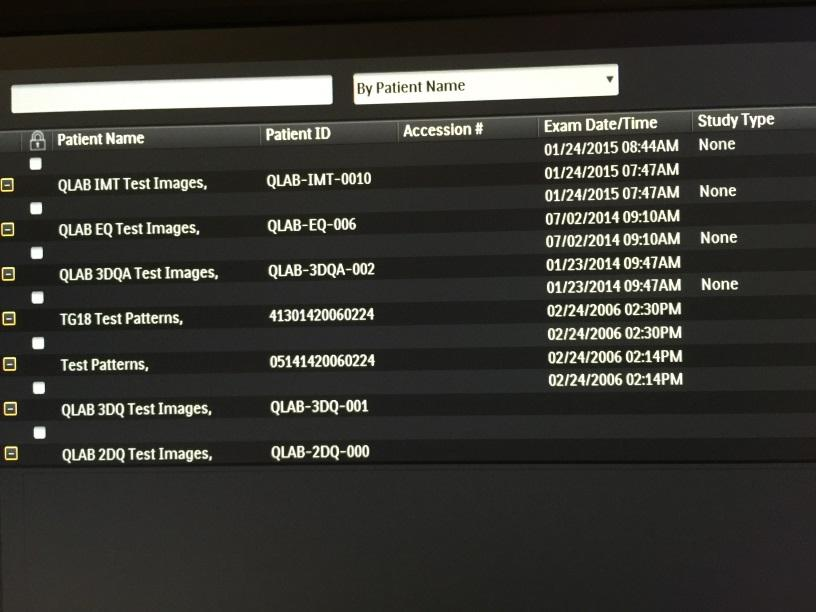 By Patient Name
Patient Name Patient ID Accession # Exam Date/Time Study Type
01/24/2015 08:44AM None
QLAB IMT Test Images, QLAB-IMT-0010 01/24/2015 07:47AM
01/24/2015 07:47AM None
QLAB EQ Test Images, QLAB-EQ-006 07/02/2014 09:10AM
07/02/2014 09:10AM None
QLAB 3DQA Test Images, QLAB-3DQA-002 01/23/2014 09:47AM
01/23/2014 09:47AM None
TG18 Test Patterns, 41301420060224 02/24/2006 02:30PM
02/24/2006 02:30PM
Test Patterns, 05141420060224 02/24/2006 02:14PM
02/24/2006 02:14PM
QLAB 3DQ Test Images, QLAB-3DQ-001
QLAB 2DQ Test Images, QLAB-2DQ-000